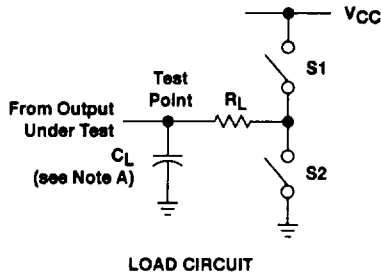 VCC
S1
Test
Point
RL
From Output
Under Test
CL
(see Note A)
S2
LOAD CIRCUIT